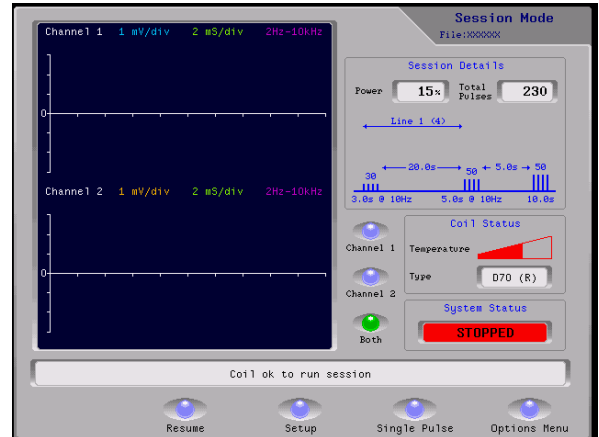 Session Mode
File:XXXXXX
Channel 1 1 mV/div 2 mS/div 2Hz-10kHz
0
Channel 2 1 mV/div 2 mS/div 2Hz-10kHz
0
Session Details
Power 15% Total Pulses 230
Line 1 (4)
20.0s 5.0s
30 50 50
3.0s @ 10Hz 5.0s @ 10Hz 10.0s
Channel 1
Channel 2
Both
Coil Status
Temperature
Type D70 (R)
System Status
STOPPED
Coil ok to run session
Resume Setup Single Pulse Options Menu